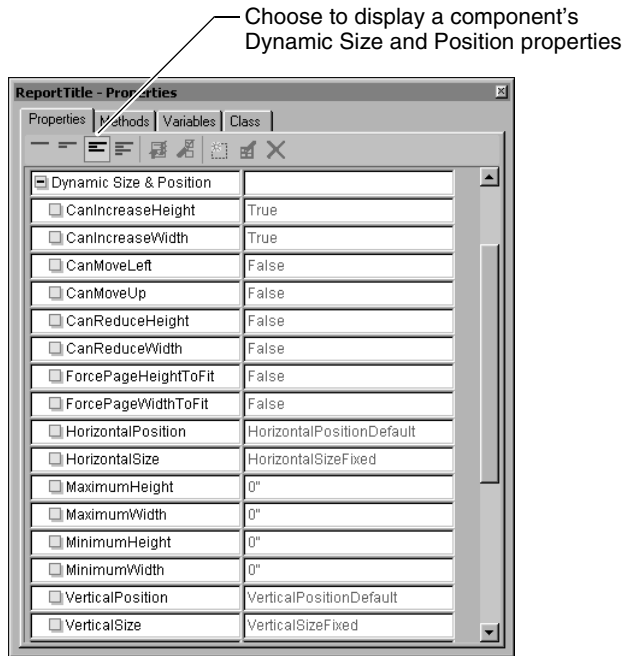 Choose to display a component's
Dynamic Size and Position properties
ReportTitle - Properties
Properties Methods Variables Class
Dynamic Size & Position
CanIncreaseHeight True
CanIncreaseWidth True
CanMoveLeft False
CanMoveUp False
CanReduceHeight False
CanReduceWidth False
ForcePageHeightToFit False
ForcePageWidthToFit False
HorizontalPosition HorizontalPositionDefault
HorizontalSize HorizontalSizeFixed
MaximumHeight 0"
MaximumWidth 0"
MinimumHeight 0"
MinimumWidth 0"
VerticalPosition VerticalPositionDefault
VerticalSize VerticalSizeFixed